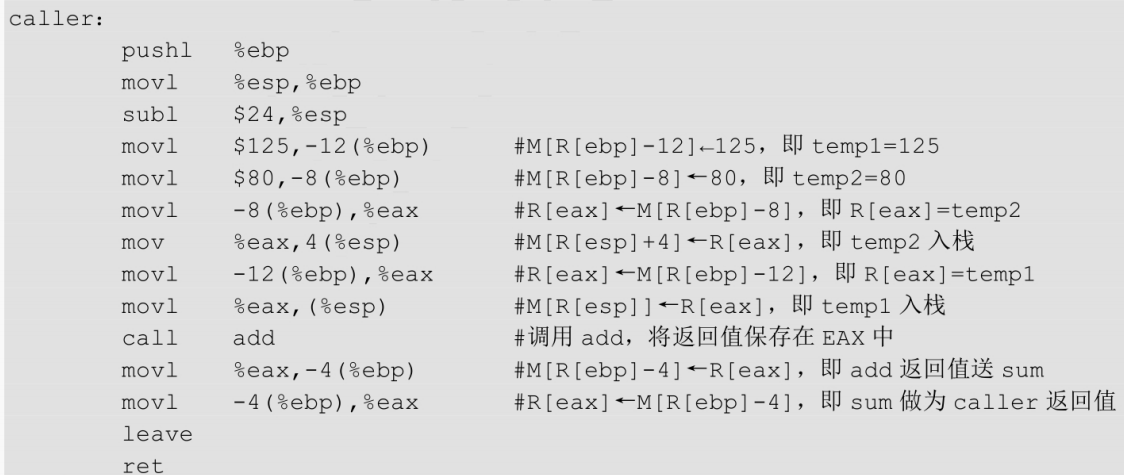 caller:
pushl %ebp
movl %esp,%ebp
subl $24,%esp
movl $125,-12(%ebp) #M[R[ebp]-12]←125，即 temp1=125
movl $80,-8(%ebp) #M[R[ebp]-8]←80，即 temp2=80
movl -8(%ebp),%eax #R[eax]←M[R[ebp]-8]，即 R[eax]=temp2
mov %eax,4(%esp) #M[R[esp]+4]←R[eax]，即 temp2 入栈
movl -12(%ebp),%eax #R[eax]←M[R[ebp]-12]，即 R[eax]=temp1
movl %eax,(%esp) #M[R[esp]]←R[eax]，即 temp1 入栈
call add #调用 add，将返回值保存在 EAX 中
movl %eax,-4(%ebp) #M[R[ebp]-4]←R[eax]，即 add 返回值送 sum
movl -4(%ebp),%eax #R[eax]←M[R[ebp]-4]，即 sum 做为 caller 返回值
leave
ret